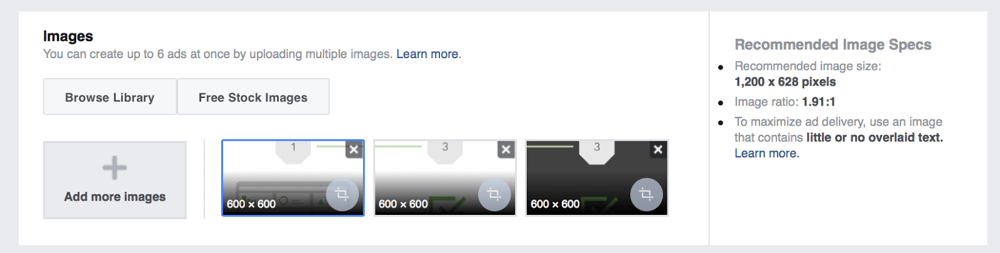 Images
You can create up to 6 ads at once by uploading multiple images. Learn more.
Browse Library
Free Stock Images
Add more images
1
600 × 600
3
600 × 600
3
600 × 600
Recommended Image Specs
Recommended image size:
1,200 x 628 pixels
Image ratio: 1.91:1
To maximize ad delivery, use an image
that contains little or no overlaid text.
Learn more.